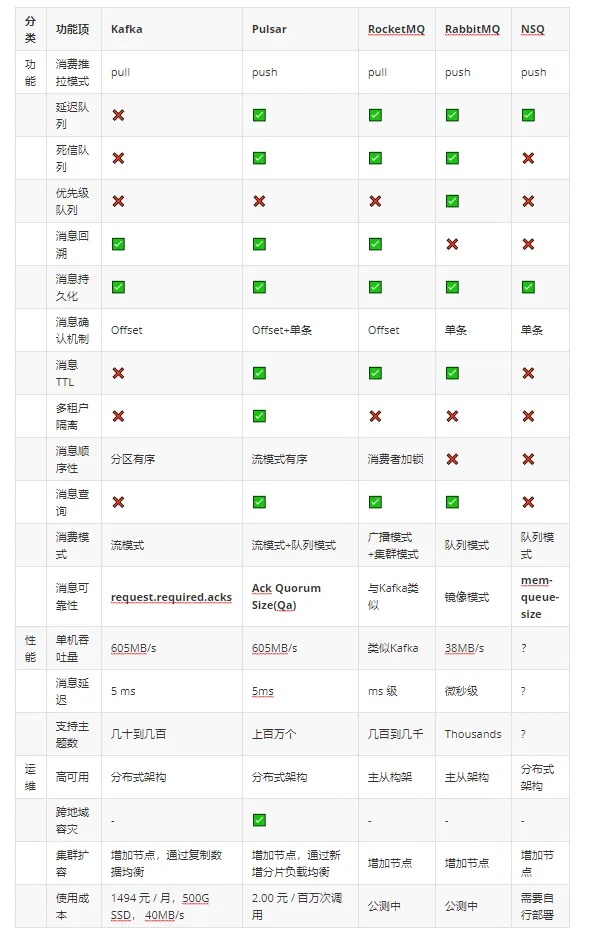 分类 功能顶 Kafka Pulsar RocketMQ RabbitMQ NSQ
功能 消费推拉模式 pull push pull push push
延迟队列 ❌ ✅ ✅ ✅ ✅
死信队列 ❌ ✅ ✅ ✅ ❌
优先级队列 ❌ ❌ ❌ ✅ ❌
消息回溯 ✅ ✅ ✅ ❌ ❌
消息持久化 ✅ ✅ ✅ ✅ ✅
消息确认机制 Offset Offset+单条 Offset 单条 单条
消息TTL ❌ ✅ ✅ ✅ ❌
多租户隔离 ❌ ✅ ❌ ❌ ❌
消息顺序性 分区有序 流模式有序 消费者加锁 ❌ ❌
消息查询 ❌ ✅ ✅ ✅ ❌
消费模式 流模式 流模式+队列模式 广播模式+集群模式 队列模式 队列模式
消息可靠性 request.required.acks Ack Quorum Size(Qa) 与Kafka类似 镜像模式 mem-queue-size
性能 单机吞吐量 605MB/s 605MB/s 类似Kafka 38MB/s ?
消息延迟 5 ms 5ms ms 级 微秒级 ?
支持主题数 几十到几百 上百万个 几百到几千 Thousands ?
运维 高可用 分布式架构 分布式架构 主从构架 主从架构 分布式架构
跨地域容灾 - ✅ - - -
集群扩容 增加节点，通过复制数据均衡 增加节点，通过新增分片负载均衡 增加节点 增加节点 增加节点
使用成本 1494 元 / 月，500G SSD， 40MB/s 2.00 元 / 百万次调用 公测中 公测中 需要自行部署